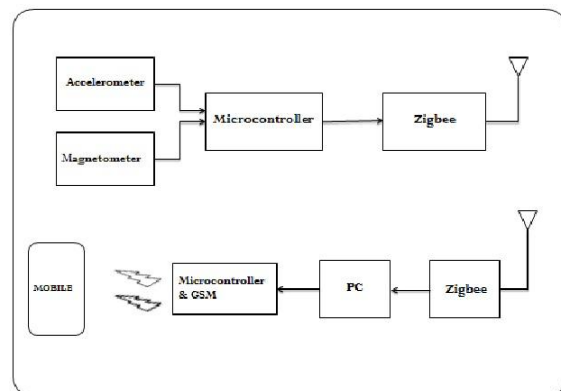 Accelerometer
Microcontroller
Zigbee
Magnetometer
MOBILE
Microcontroller
& GSM
PC
Zigbee